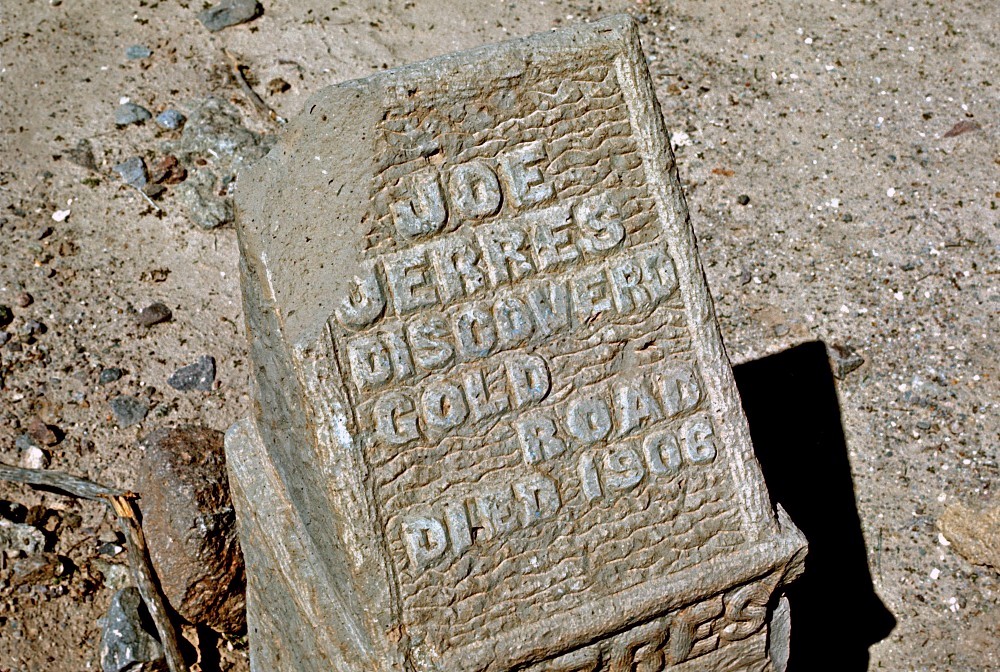 JOE
JERRES
DISCOVERD
GOLD
ROAD
DIED 1906